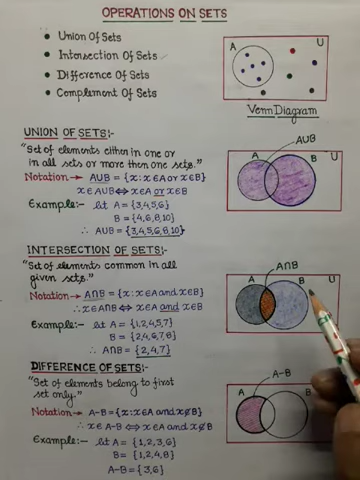 OPERATIONS ON SETS
• Union Of Sets
• Intersection Of Sets
• Difference Of Sets
• Complement Of Sets
A
U
Venn Diagram
UNION OF SETS:-
"Set of elements either in one or
in all sets or more then one sets."
Notation → AUB = {x: x∈A or x∈B}
x∈AUB ⟺ x∈A or x∈B
Example:- let A = {3,4,5,6}
B = {4,6,8,10}
∴ AUB = {3,4,5,6,8,10}
AUB
A
B
U
INTERSECTION OF SETS:-
"Set of elements common in all
given sets."
Notation → A∩B = {x: x∈A and x∈B}
∴ x∈A∩B ⟺ x∈A and x∈B
Example:- let A = {1,2,4,5,7}
B = {2,4,6,7,8}
∴ A∩B = {2,4,7}
A∩B
A
B
U
DIFFERENCE OF SETS:-
"Set of elements belong to first
set only."
Notation → A-B = {x: x∈A and x∉B}
∴ x∈A-B ⟺ x∈A and x∉B
Example:- let A = {1,2,3,6}
B = {1,2,4,8}
A-B = {3,6}
A-B
A
B